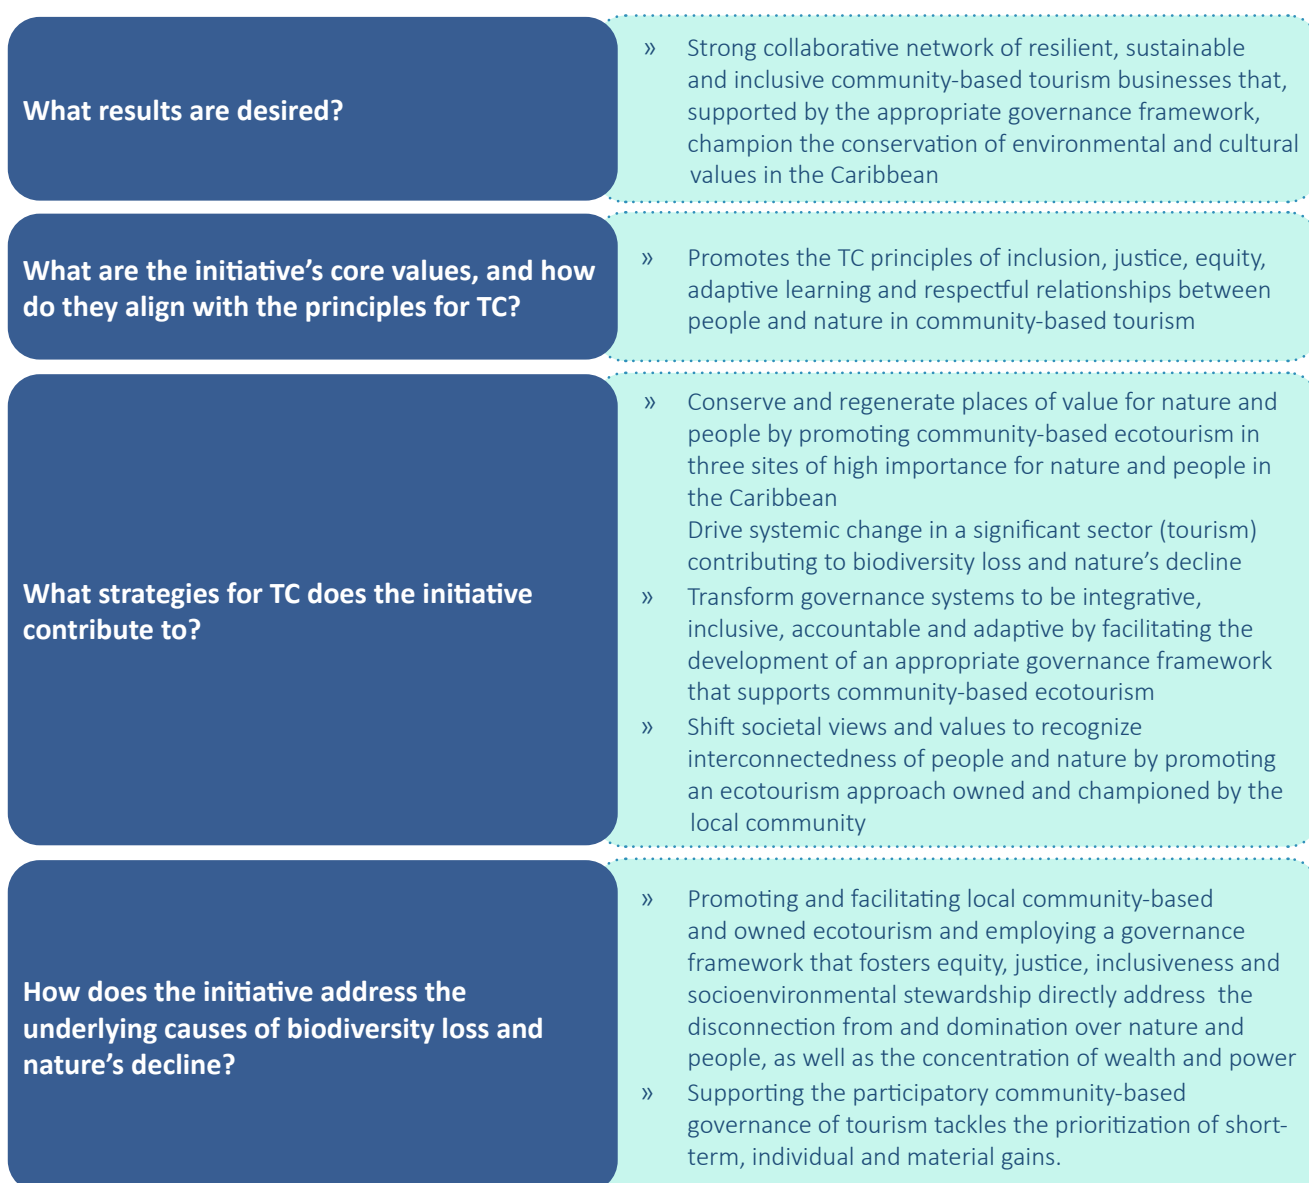 What results are desired?
» Strong collaborative network of resilient, sustainable
and inclusive community-based tourism businesses that,
supported by the appropriate governance framework,
champion the conservation of environmental and cultural
values in the Caribbean
What are the initiative’s core values, and how
do they align with the principles for TC?
» Promotes the TC principles of inclusion, justice, equity,
adaptive learning and respectful relationships between
people and nature in community-based tourism
What strategies for TC does the initiative
contribute to?
» Conserve and regenerate places of value for nature and
people by promoting community-based ecotourism in
three sites of high importance for nature and people in
the Caribbean
Drive systemic change in a significant sector (tourism)
contributing to biodiversity loss and nature’s decline
» Transform governance systems to be integrative,
inclusive, accountable and adaptive by facilitating the
development of an appropriate governance framework
that supports community-based ecotourism
» Shift societal views and values to recognize
interconnectedness of people and nature by promoting
an ecotourism approach owned and championed by the
local community
How does the initiative address the
underlying causes of biodiversity loss and
nature’s decline?
» Promoting and facilitating local community-based
and owned ecotourism and employing a governance
framework that fosters equity, justice, inclusiveness and
socioenvironmental stewardship directly address the
disconnection from and domination over nature and
people, as well as the concentration of wealth and power
» Supporting the participatory community-based
governance of tourism tackles the prioritization of short-
term, individual and material gains.